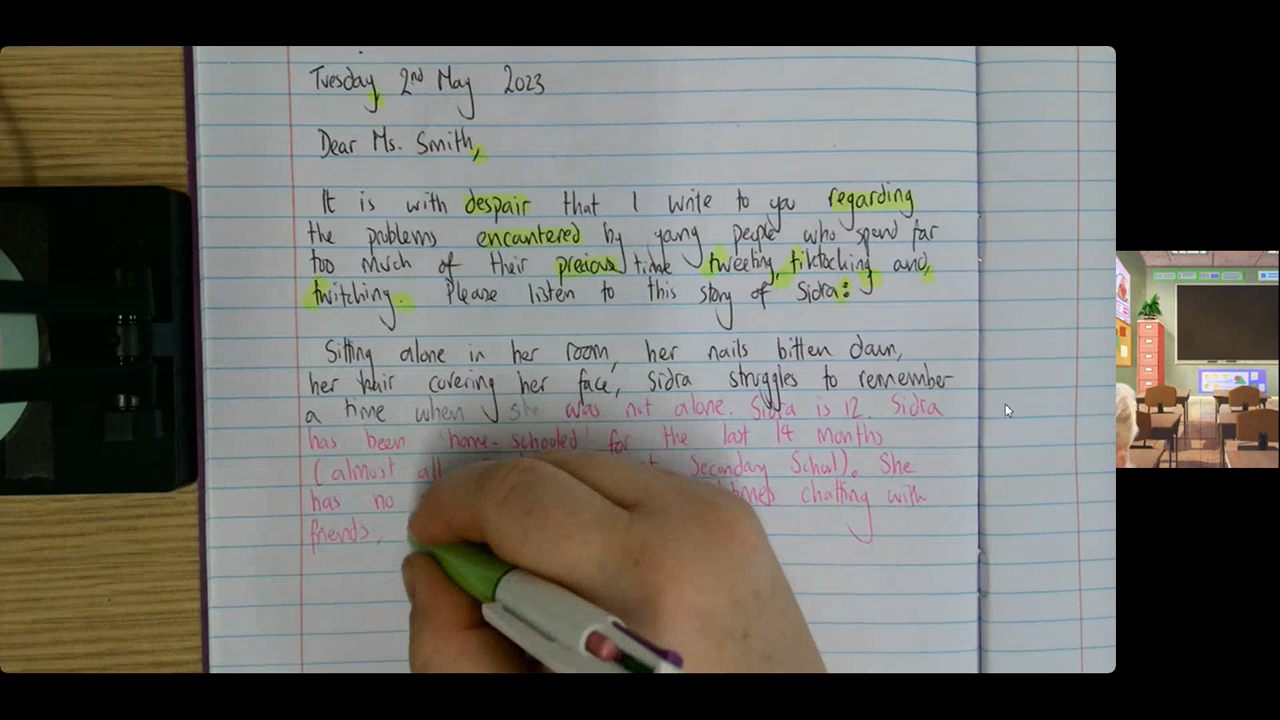 Tuesday 2nd May 2023
Dear Ms. Smith,
It is with despair that I write to you regarding
the problems encountered by young people who spend far
too much of their precious time tweeting, tiktocking and,
twitching. Please listen to this story of Sidra:
Sitting alone in her room, her nails bitten down,
her hair covering her face, Sidra struggles to remember
a time when she was not alone. Sidra is 12. Sidra
has been 'home-schooled' for the last 14 months
(almost all Secondary School). She
has no chatting with
friends,